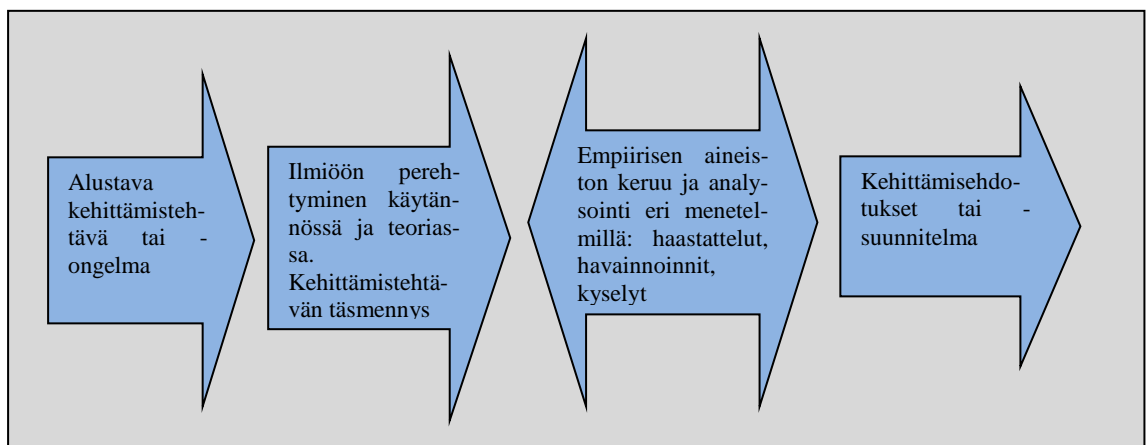 Alustava
kehittämisteh-
tävä tai -
ongelma
Ilmiöön pereh-
tyminen käytän-
nössä ja teorias-
sa.
Kehittämistehtä-
vän täsmennys
Empiirisen aineis-
ton keruu ja analy-
sointi eri menetel-
millä: haastattelut,
havainnoinnit,
kyselyt
Kehittämisehdo-
tukset tai -
suunnitelma